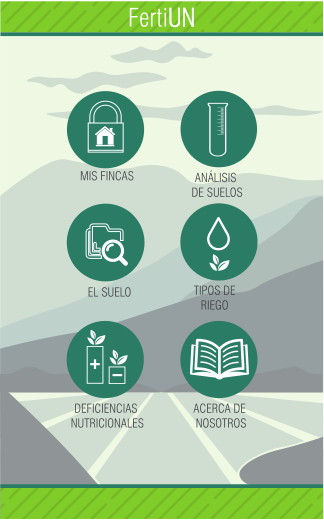 FertiUN
MIS FINCAS
ANÁLISIS
DE SUELOS
EL SUELO
TIPOS DE
RIEGO
DEFICIENCIAS
NUTRICIONALES
ACERCA DE
NOSOTROS